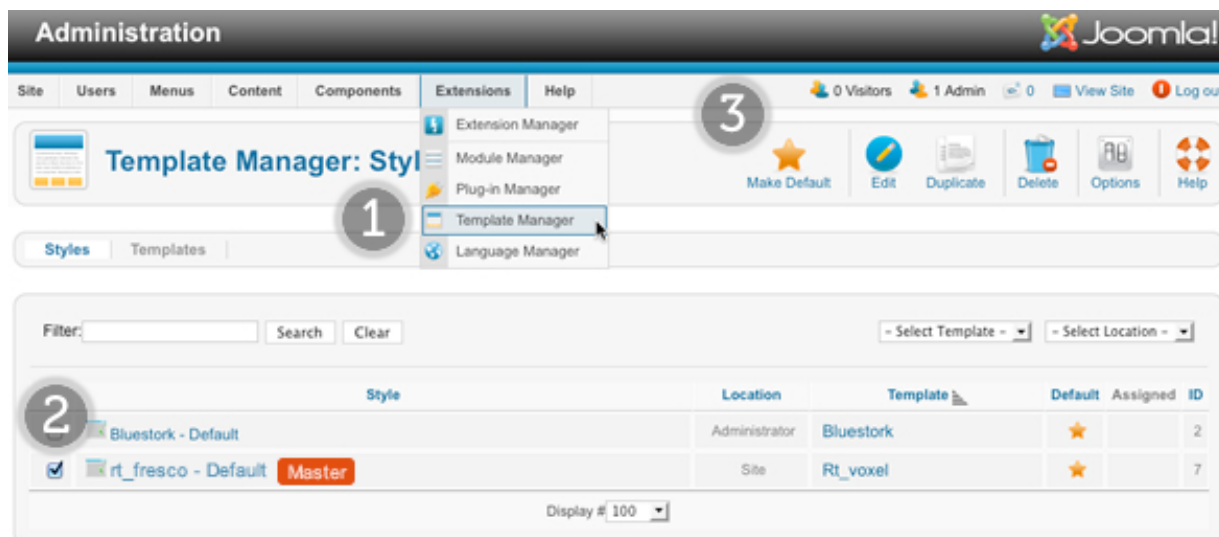 Administration
Joomla!
Site Users Menus Content Components Extensions Help 0 Visitors 1 Admin 0 View Site Log ou
3
Extension Manager
Module Manager
Plug-in Manager
Template Manager
Language Manager
Template Manager: Styl
Make Default Edit Duplicate Delete Options Help
1
Styles Templates
Filter: Search Clear - Select Template - - Select Location -
2
Style Location Template Default Assigned ID
Bluestork - Default Administrator Bluestork 2
rt_fresco - Default Master Site Rt_voxel 7
Display # 100